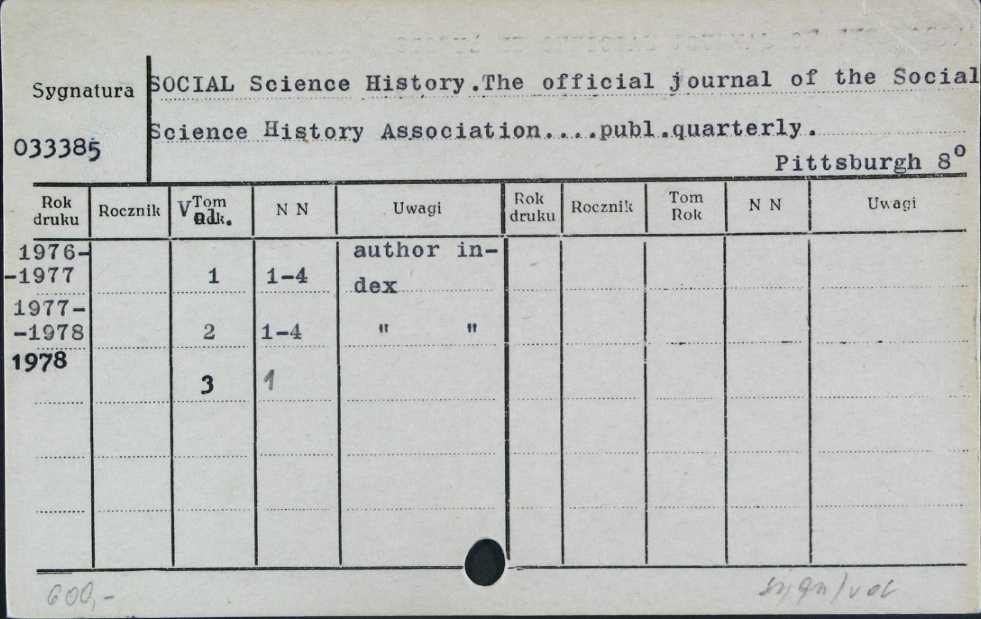 Sygnatura
SOCIAL Science History.The official journal of the Social
Science History Association....publ.quarterly.
033385
Pittsburgh 8o
Rok druku Rocznik Tom Rok. N N Uwagi Rok druku Rocznik Tom Rok N N Uwagi
1976-
-1977 1 1-4 author in-
dex
1977-
-1978 2 1-4 " "
1978
3 1
600,-